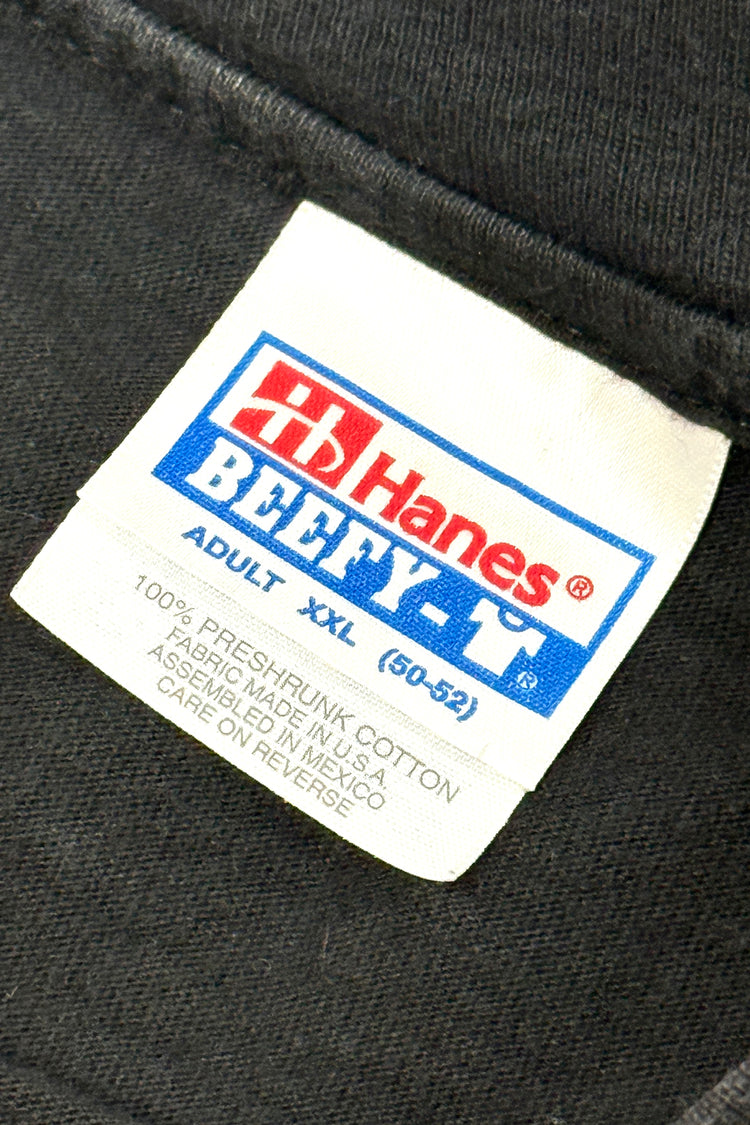 Hanes®
BEEFY-T®
ADULT XXL (50-52)
100% PRESHRUNK COTTON
FABRIC MADE IN U.S.A.
ASSEMBLED IN MEXICO
CARE ON REVERSE